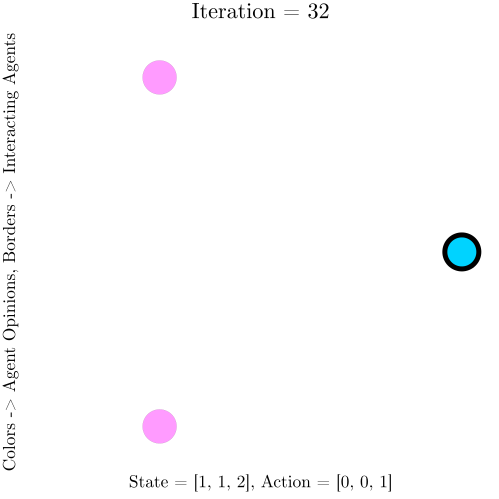 Iteration = 32
Colors -> Agent Opinions, Borders -> Interacting Agents
State = [1, 1, 2], Action = [0, 0, 1]